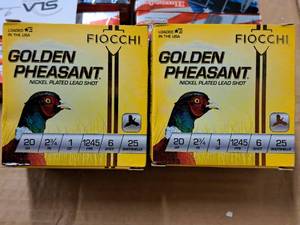 LOADED IN THE USA
FIOCCHI
GOLDEN PHEASANT
NICKEL PLATED LEAD SHOT
20 2¾ 1 1245 6 25
LOADED IN THE USA
FIOCCHI
GOLDEN PHEASANT
NICKEL PLATED LEAD SHOT
20 2¾ 1 1245 6 25